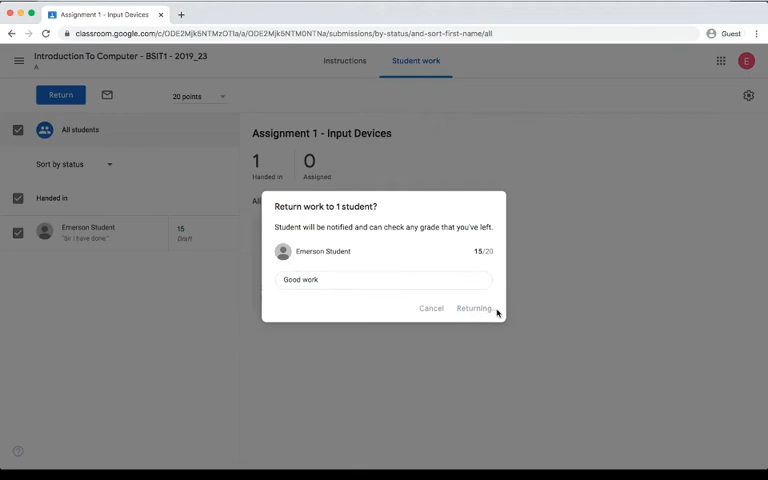 Assignment 1 - Input Devices
classroom.google.com/c/ODE2Mjk5NTMzOTIa/a/ODE2Mjk5NTM0NTNa/submissions/by-status/and-sort-first-name/all
Guest
Introduction To Computer - BSIT1 - 2019_23
A
Instructions
Student work
E
Return
20 points
All students
Sort by status
Handed in
Emerson Student
"Sir i have done."
15
Draft
Assignment 1 - Input Devices
1
0
Handed in
Assigned
Return work to 1 student?
Student will be notified and can check any grade that you've left.
Emerson Student
15/20
Good work
Cancel
Returning...